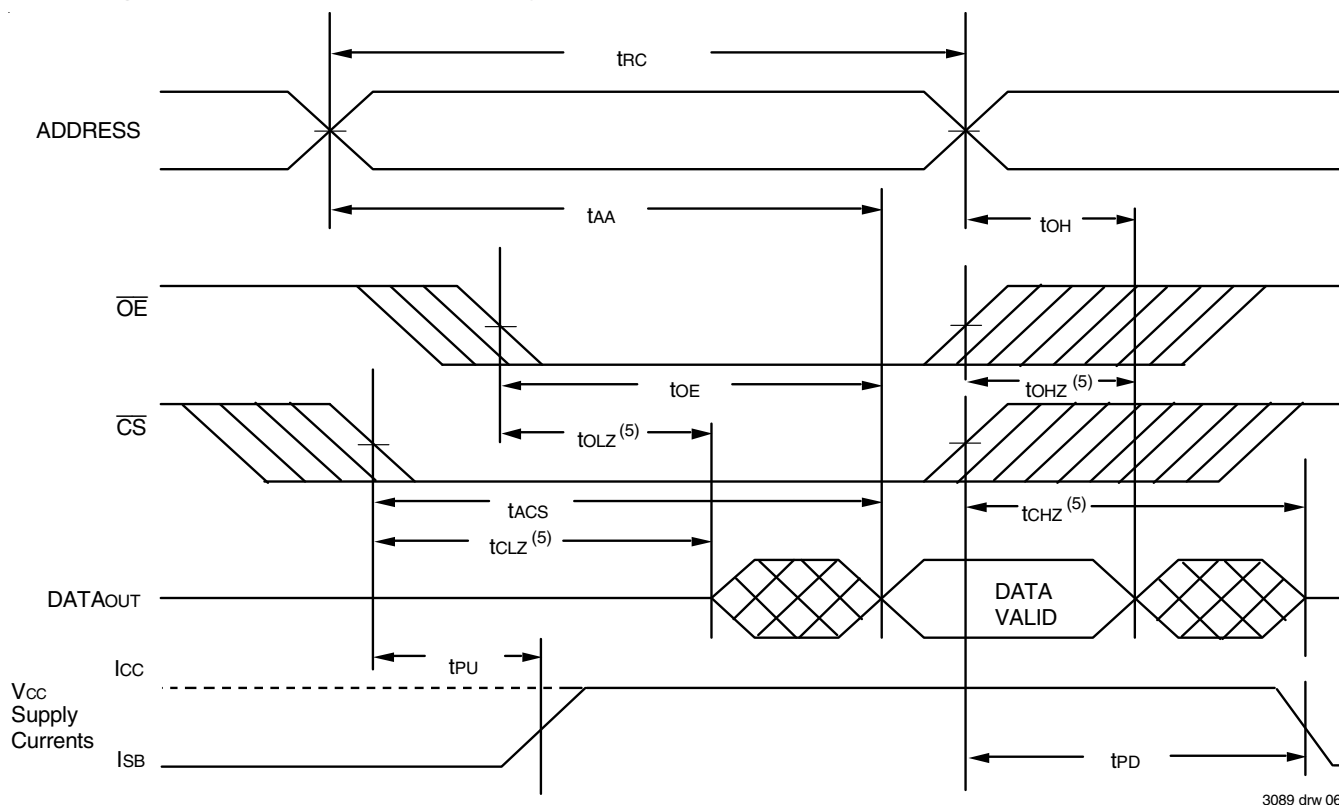 tRC
ADDRESS
tAA
tOH
OE
tOE
tOHZ (5)
CS
tOLZ (5)
tACS
tCHZ (5)
tCLZ (5)
DATAOUT
DATA
VALID
ICC
tPU
VCC
Supply
Currents
ISB
tPD
3089 drw 06